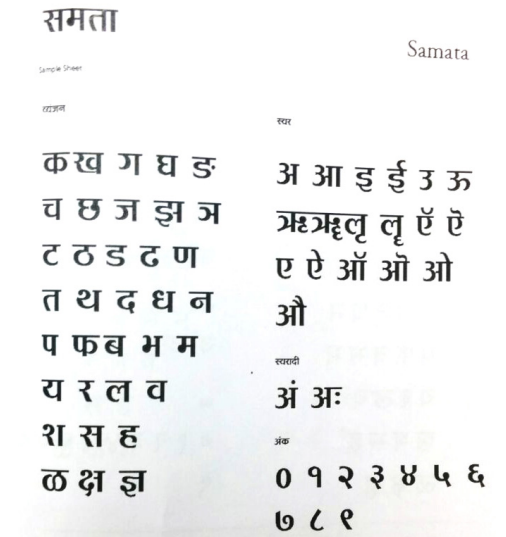 समता
Samata
Sample Sheet
व्यंजन
क ख ग घ ङ
च छ ज झ ञ
ट ठ ड ढ ण
त थ द ध न
प फ ब भ म
य र ल व
श स ह
ळ क्ष ज्ञ
स्वर
अ आ इ ई उ ऊ
ऋ ॠ ऌ ॡ ऍ ऎ
ए ऐ ऑ ऒ ओ
औ
स्वरादी
अं अः
अंक
० १ २ ३ ४ ५ ६
७ ८ ९